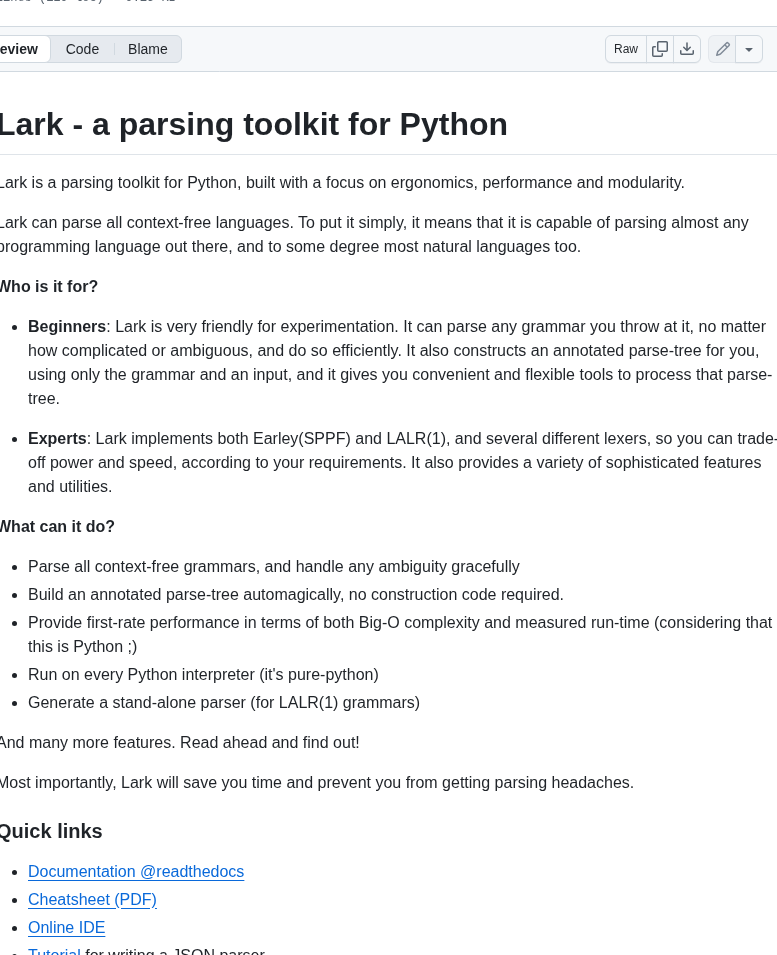 eview Code Blame Raw
Lark - a parsing toolkit for Python
Lark is a parsing toolkit for Python, built with a focus on ergonomics, performance and modularity.
Lark can parse all context-free languages. To put it simply, it means that it is capable of parsing almost any
programming language out there, and to some degree most natural languages too.
Who is it for?
Beginners: Lark is very friendly for experimentation. It can parse any grammar you throw at it, no matter
how complicated or ambiguous, and do so efficiently. It also constructs an annotated parse-tree for you,
using only the grammar and an input, and it gives you convenient and flexible tools to process that parse-
tree.
Experts: Lark implements both Earley(SPPF) and LALR(1), and several different lexers, so you can trade-
off power and speed, according to your requirements. It also provides a variety of sophisticated features
and utilities.
What can it do?
Parse all context-free grammars, and handle any ambiguity gracefully
Build an annotated parse-tree automagically, no construction code required.
Provide first-rate performance in terms of both Big-O complexity and measured run-time (considering that
this is Python ;)
Run on every Python interpreter (it's pure-python)
Generate a stand-alone parser (for LALR(1) grammars)
And many more features. Read ahead and find out!
Most importantly, Lark will save you time and prevent you from getting parsing headaches.
Quick links
Documentation @readthedocs
Cheatsheet (PDF)
Online IDE
Tutorial for writing a JSON parser